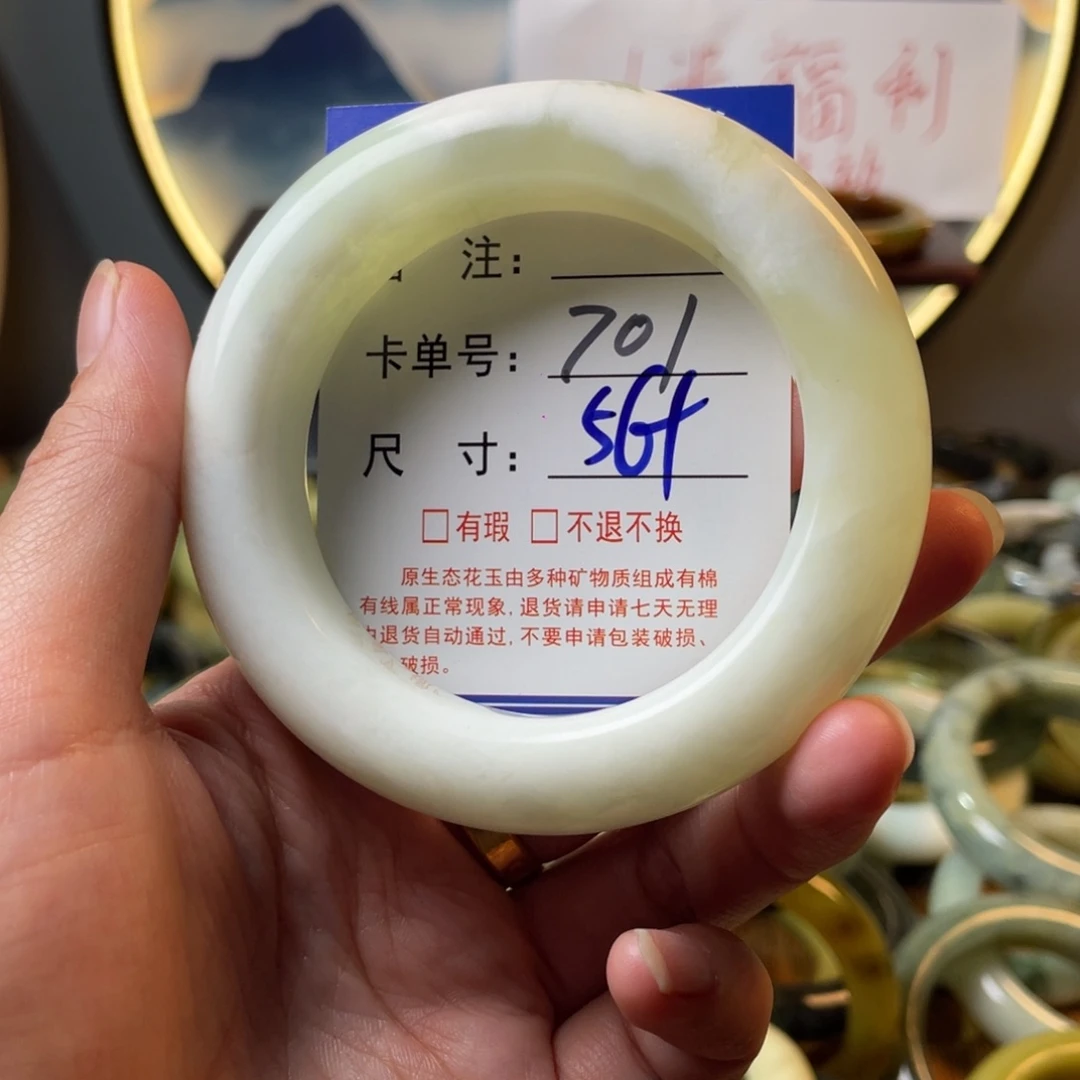 福利
注：
卡单号：701
尺 寸：56+
□有瑕 □不退不换
原生态花玉由多种矿物质组成有棉
有线属正常现象，退货请申请七天无理
由退货自动通过，不要申请包装破损、
破损。